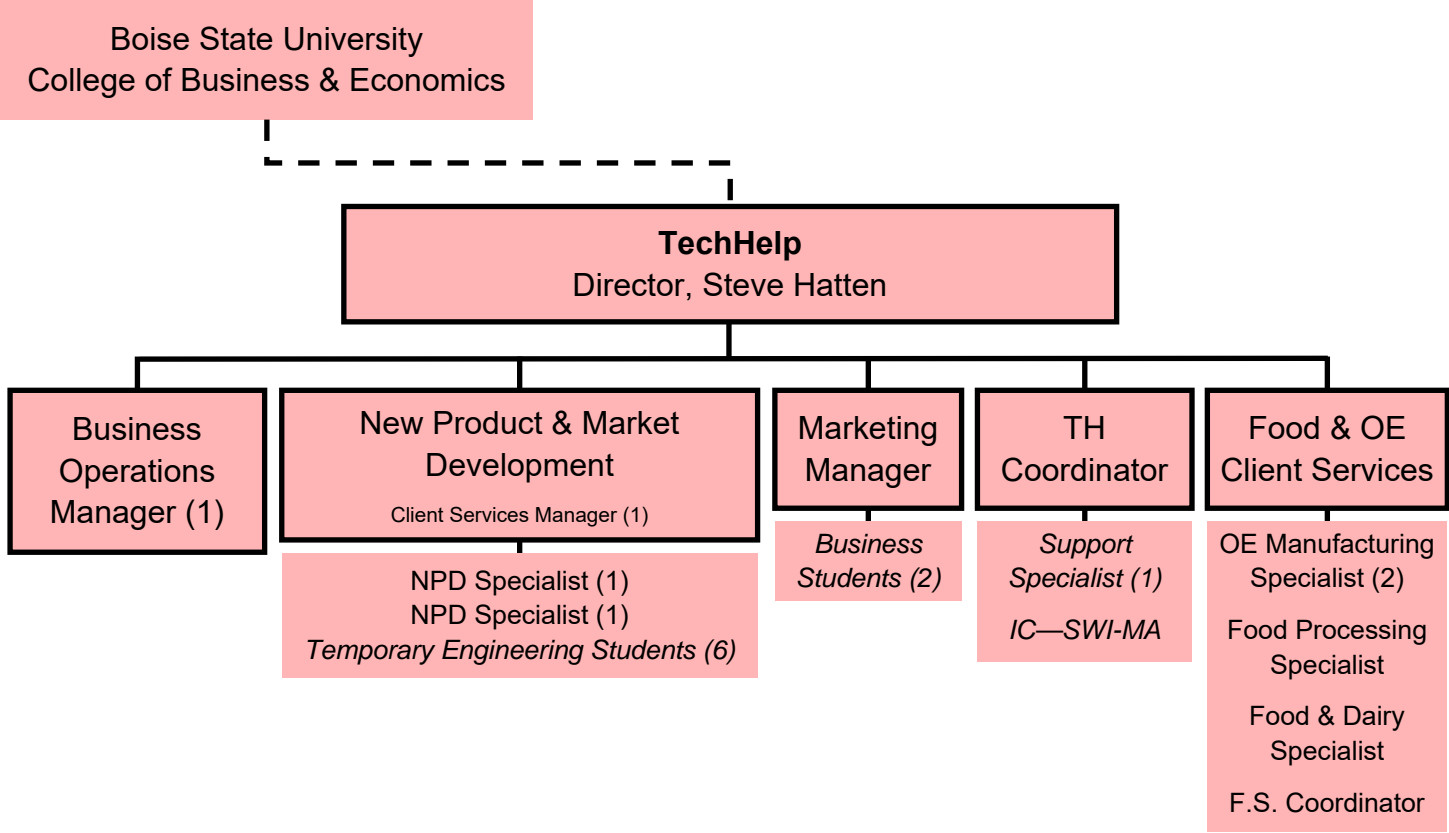 Boise State University
College of Business & Economics
TechHelp
Director, Steve Hatten
Business
Operations
Manager (1)
New Product & Market
Development
Client Services Manager (1)
NPD Specialist (1)
NPD Specialist (1)
Temporary Engineering Students (6)
Marketing
Manager
Business
Students (2)
TH
Coordinator
Support
Specialist (1)
IC—SWI-MA
Food & OE
Client Services
OE Manufacturing
Specialist (2)
Food Processing
Specialist
Food & Dairy
Specialist
F.S. Coordinator